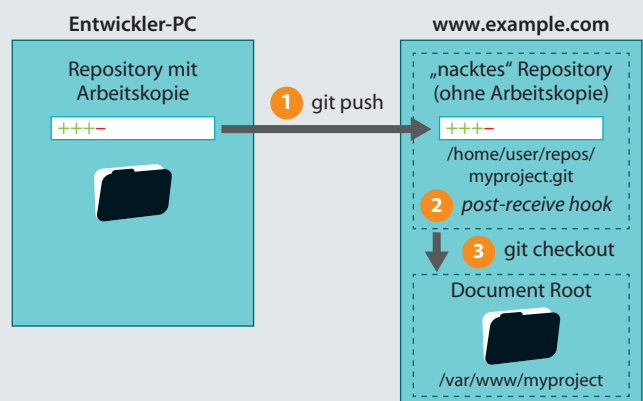 Entwickler-PC
Repository mit
Arbeitskopie
+++–
1 git push
www.example.com
„nacktes“ Repository
(ohne Arbeitskopie)
+++–
/home/user/repos/
myproject.git
2 post-receive hook
3 git checkout
Document Root
/var/www/myproject